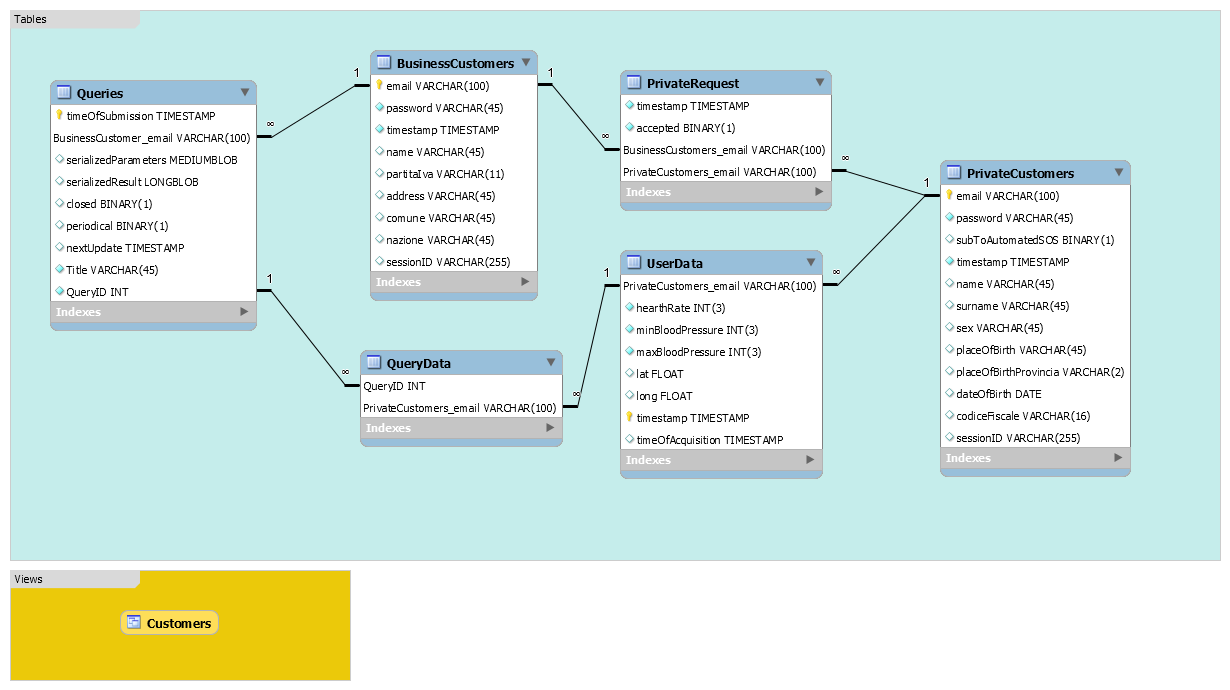 Tables
Queries
timeOfSubmission TIMESTAMP
BusinessCustomer_email VARCHAR(100)
serializedParameters MEDIUMBLOB
serializedResult LONGBLOB
closed BINARY(1)
periodical BINARY(1)
nextUpdate TIMESTAMP
Title VARCHAR(45)
QueryID INT
Indexes
∞
1
1
BusinessCustomers
email VARCHAR(100)
password VARCHAR(45)
timestamp TIMESTAMP
name VARCHAR(45)
partitaIva VARCHAR(11)
address VARCHAR(45)
comune VARCHAR(45)
nazione VARCHAR(45)
sessionID VARCHAR(255)
Indexes
1
∞
PrivateRequest
timestamp TIMESTAMP
accepted BINARY(1)
BusinessCustomers_email VARCHAR(100)
PrivateCustomers_email VARCHAR(100)
Indexes
∞
1
PrivateCustomers
email VARCHAR(100)
password VARCHAR(45)
subToAutomatedSOS BINARY(1)
timestamp TIMESTAMP
name VARCHAR(45)
surname VARCHAR(45)
sex VARCHAR(45)
placeOfBirth VARCHAR(45)
placeOfBirthProvincia VARCHAR(2)
dateOfBirth DATE
codiceFiscale VARCHAR(16)
sessionID VARCHAR(255)
Indexes
UserData
PrivateCustomers_email VARCHAR(100)
hearthRate INT(3)
minBloodPressure INT(3)
maxBloodPressure INT(3)
lat FLOAT
long FLOAT
timestamp TIMESTAMP
timeOfAcquisition TIMESTAMP
Indexes
∞
1
∞
QueryData
QueryID INT
PrivateCustomers_email VARCHAR(100)
Indexes
∞
Views
Customers